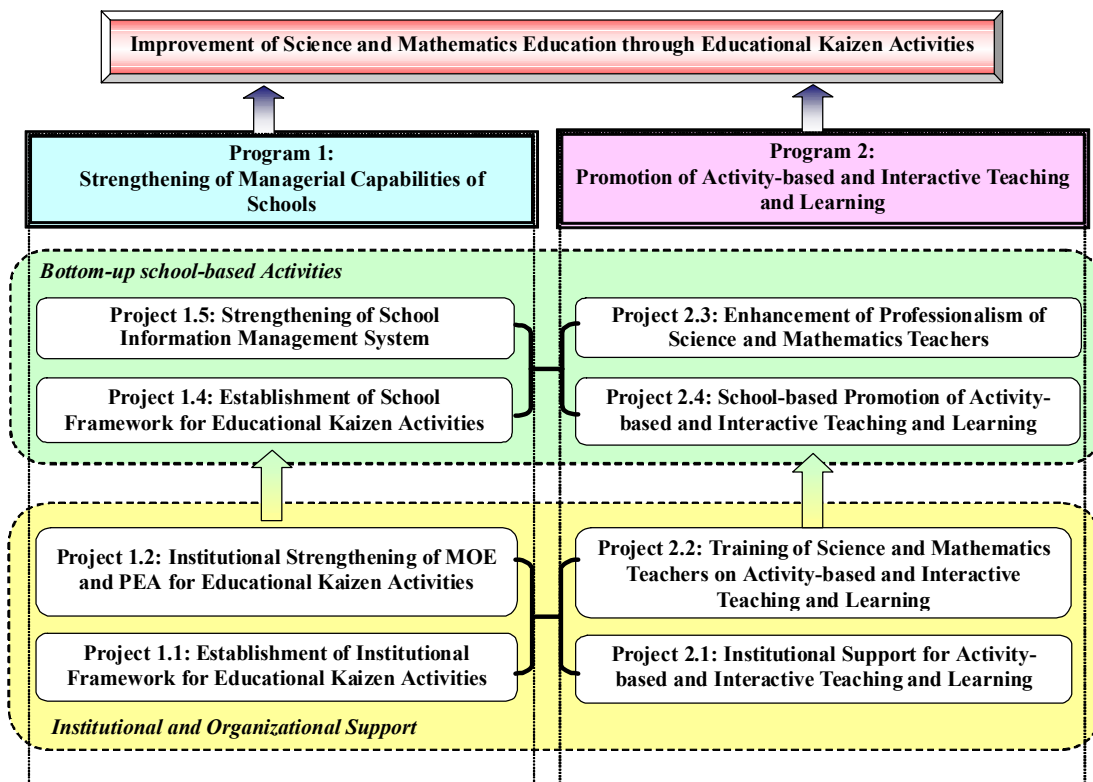 Improvement of Science and Mathematics Education through Educational Kaizen Activities
Program 1:
Strengthening of Managerial Capabilities of
Schools
Program 2:
Promotion of Activity-based and Interactive Teaching
and Learning
Bottom-up school-based Activities
Project 1.5: Strengthening of School
Information Management System
Project 2.3: Enhancement of Professionalism of
Science and Mathematics Teachers
Project 1.4: Establishment of School
Framework for Educational Kaizen Activities
Project 2.4: School-based Promotion of Activity-
based and Interactive Teaching and Learning
Project 1.2: Institutional Strengthening of MOE
and PEA for Educational Kaizen Activities
Project 2.2: Training of Science and Mathematics
Teachers on Activity-based and Interactive
Teaching and Learning
Project 1.1: Establishment of Institutional
Framework for Educational Kaizen Activities
Project 2.1: Institutional Support for Activity-
based and Interactive Teaching and Learning
Institutional and Organizational Support